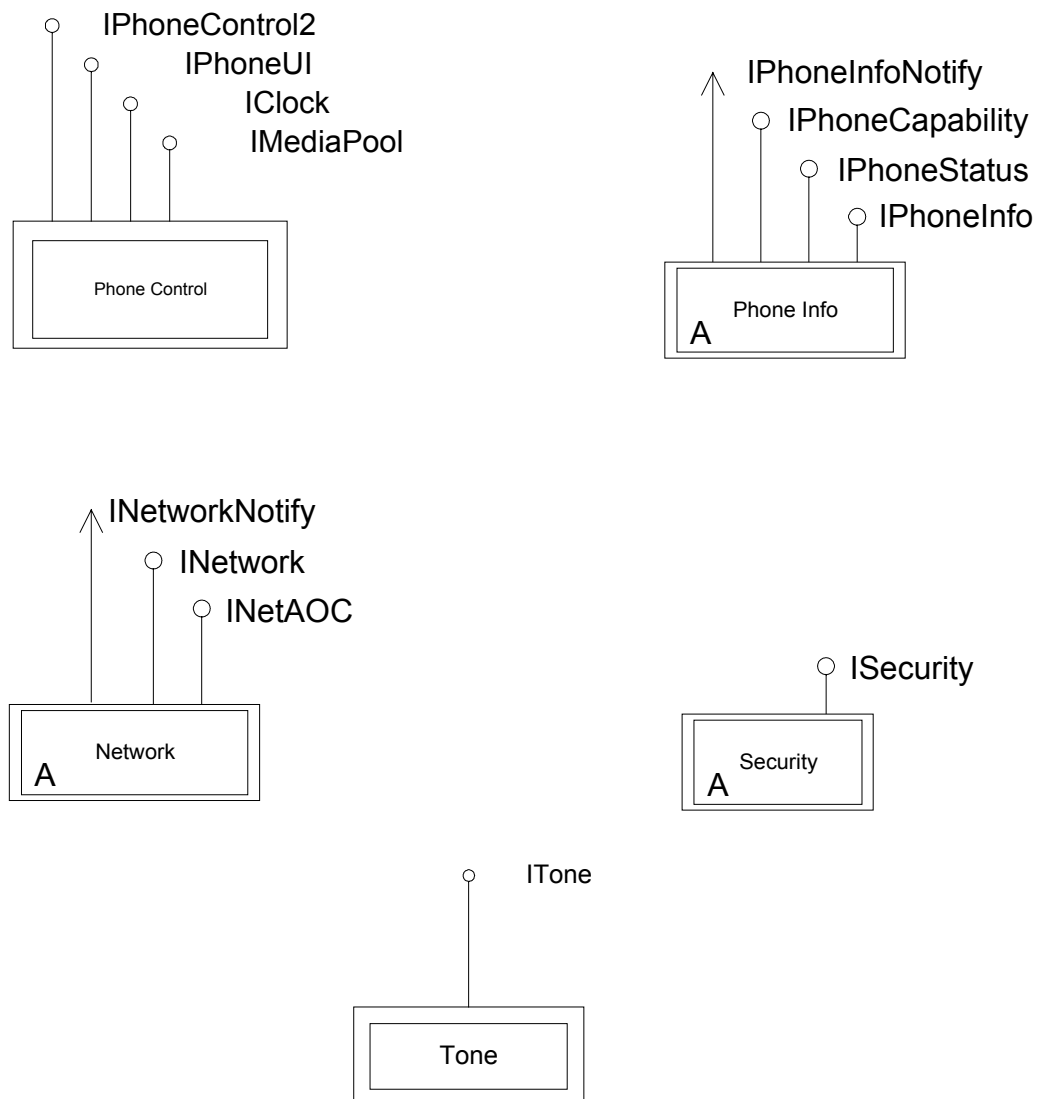 IPhoneControl2
IPhoneUI
IClock
IMediaPool
Phone Control
IPhoneInfoNotify
IPhoneCapability
IPhoneStatus
IPhoneInfo
Phone Info
A
INetworkNotify
INetwork
INetAOC
Network
A
ISecurity
Security
A
ITone
Tone